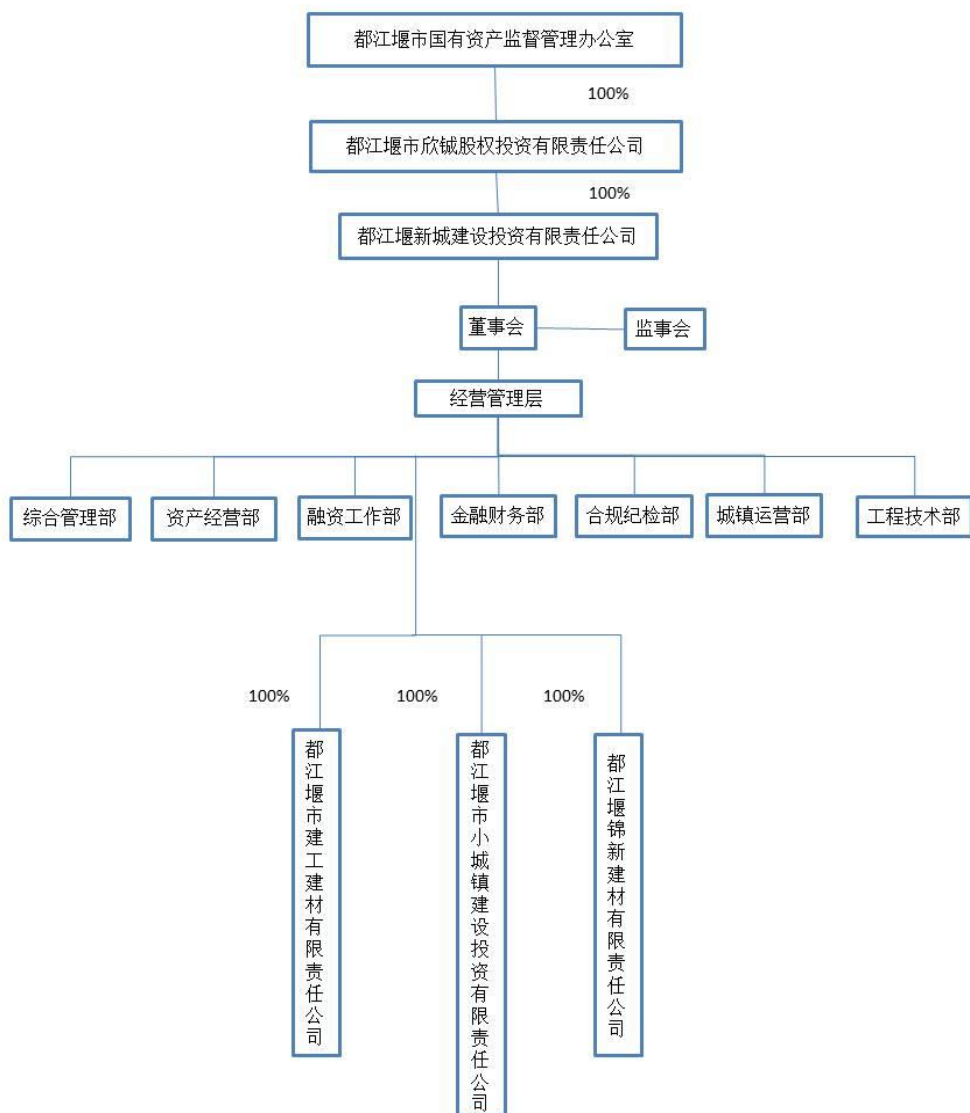 都江堰市国有资产监督管理办公室
100%
都江堰市欣铖股权投资有限责任公司
100%
都江堰新城建设投资有限责任公司
董事会
监事会
经营管理层
综合管理部
资产经营部
融资工作部
金融财务部
合规纪检部
城镇运营部
工程技术部
100%
100%
100%
都江堰市建工建材有限责任公司
都江堰市小城镇建设投资有限责任公司
都江堰锦新建材有限责任公司